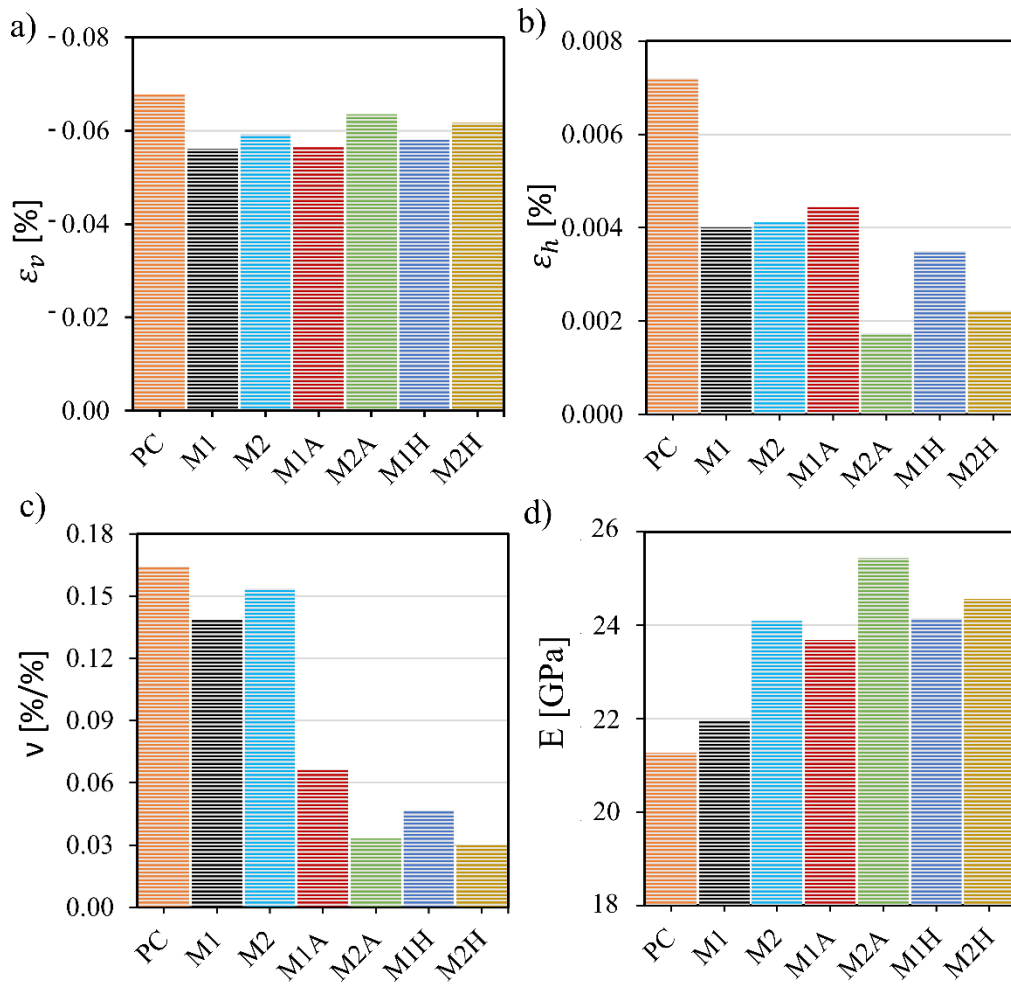 a)
-0.08
-0.06
-0.04
-0.02
0.00
εv [%]
PC M1 M2 M1A M2A M1H M2H
b)
0.008
0.006
0.004
0.002
0.000
εh [%]
PC M1 M2 M1A M2A M1H M2H
c)
0.18
0.15
0.12
0.09
0.06
0.03
0.00
ν [%/%]
PC M1 M2 M1A M2A M1H M2H
d)
26
24
22
20
18
E [GPa]
PC M1 M2 M1A M2A M1H M2H